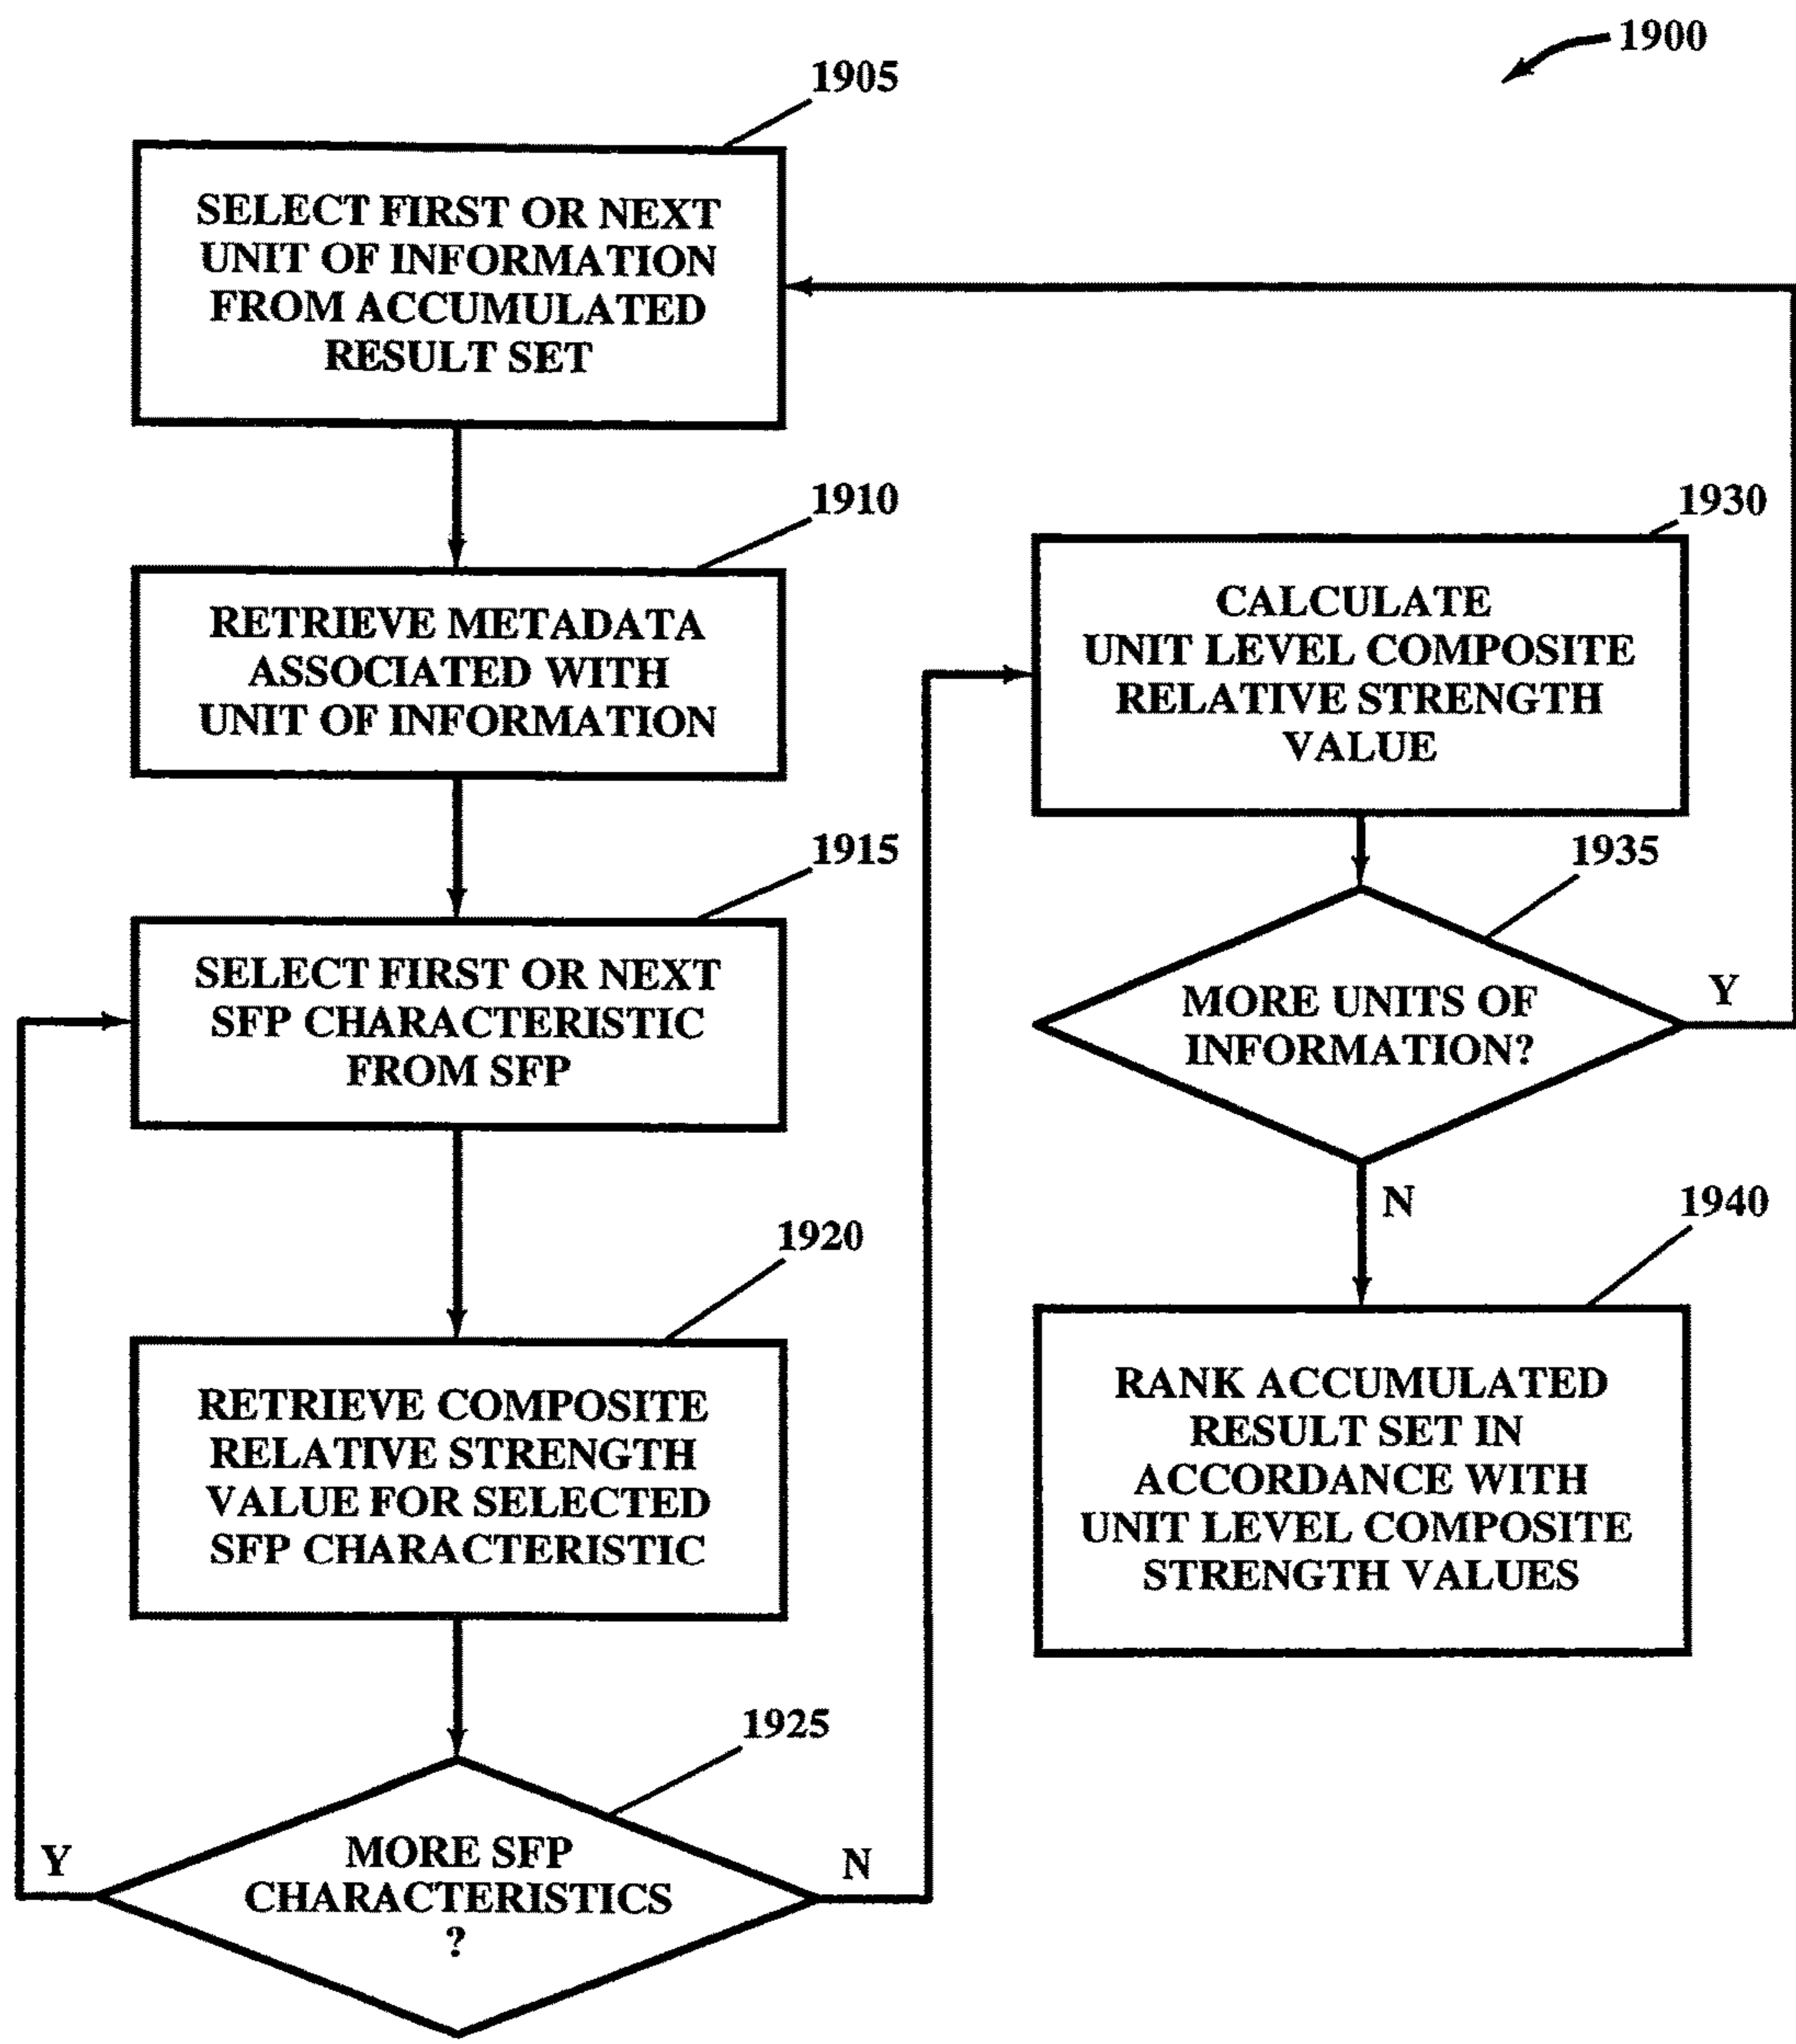 1900
1905
SELECT FIRST OR NEXT
UNIT OF INFORMATION
FROM ACCUMULATED
RESULT SET
1910
RETRIEVE METADATA
ASSOCIATED WITH
UNIT OF INFORMATION
1915
SELECT FIRST OR NEXT
SFP CHARACTERISTIC
FROM SFP
1920
RETRIEVE COMPOSITE
RELATIVE STRENGTH
VALUE FOR SELECTED
SFP CHARACTERISTIC
1925
MORE SFP
CHARACTERISTICS
?
Y
N
1930
CALCULATE
UNIT LEVEL COMPOSITE
RELATIVE STRENGTH
VALUE
1935
MORE UNITS OF
INFORMATION?
Y
N
1940
RANK ACCUMULATED
RESULT SET IN
ACCORDANCE WITH
UNIT LEVEL COMPOSITE
STRENGTH VALUES